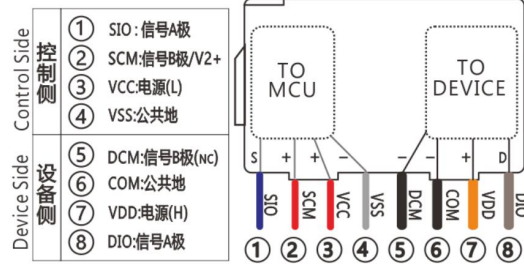 控制侧
Control Side
① SIO：信号A极
② SCM:信号B极/V2+
③ VCC:电源(L)
④ VSS:公共地
设备侧
Device Side
⑤ DCM:信号B极(NC)
⑥ COM:公共地
⑦ VDD:电源(H)
⑧ DIO:信号A极
TO
MCU
TO
DEVICE
S + + − − − + D
SIO SCM VCC VSS DCM COM VDD DIO
① ② ③ ④ ⑤ ⑥ ⑦ ⑧